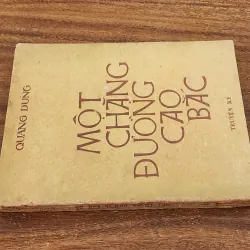 QUANG DŨNG
MỘT
CHẶNG
ĐƯỜNG
CAO
BẮC
TRUYỆN KÝ